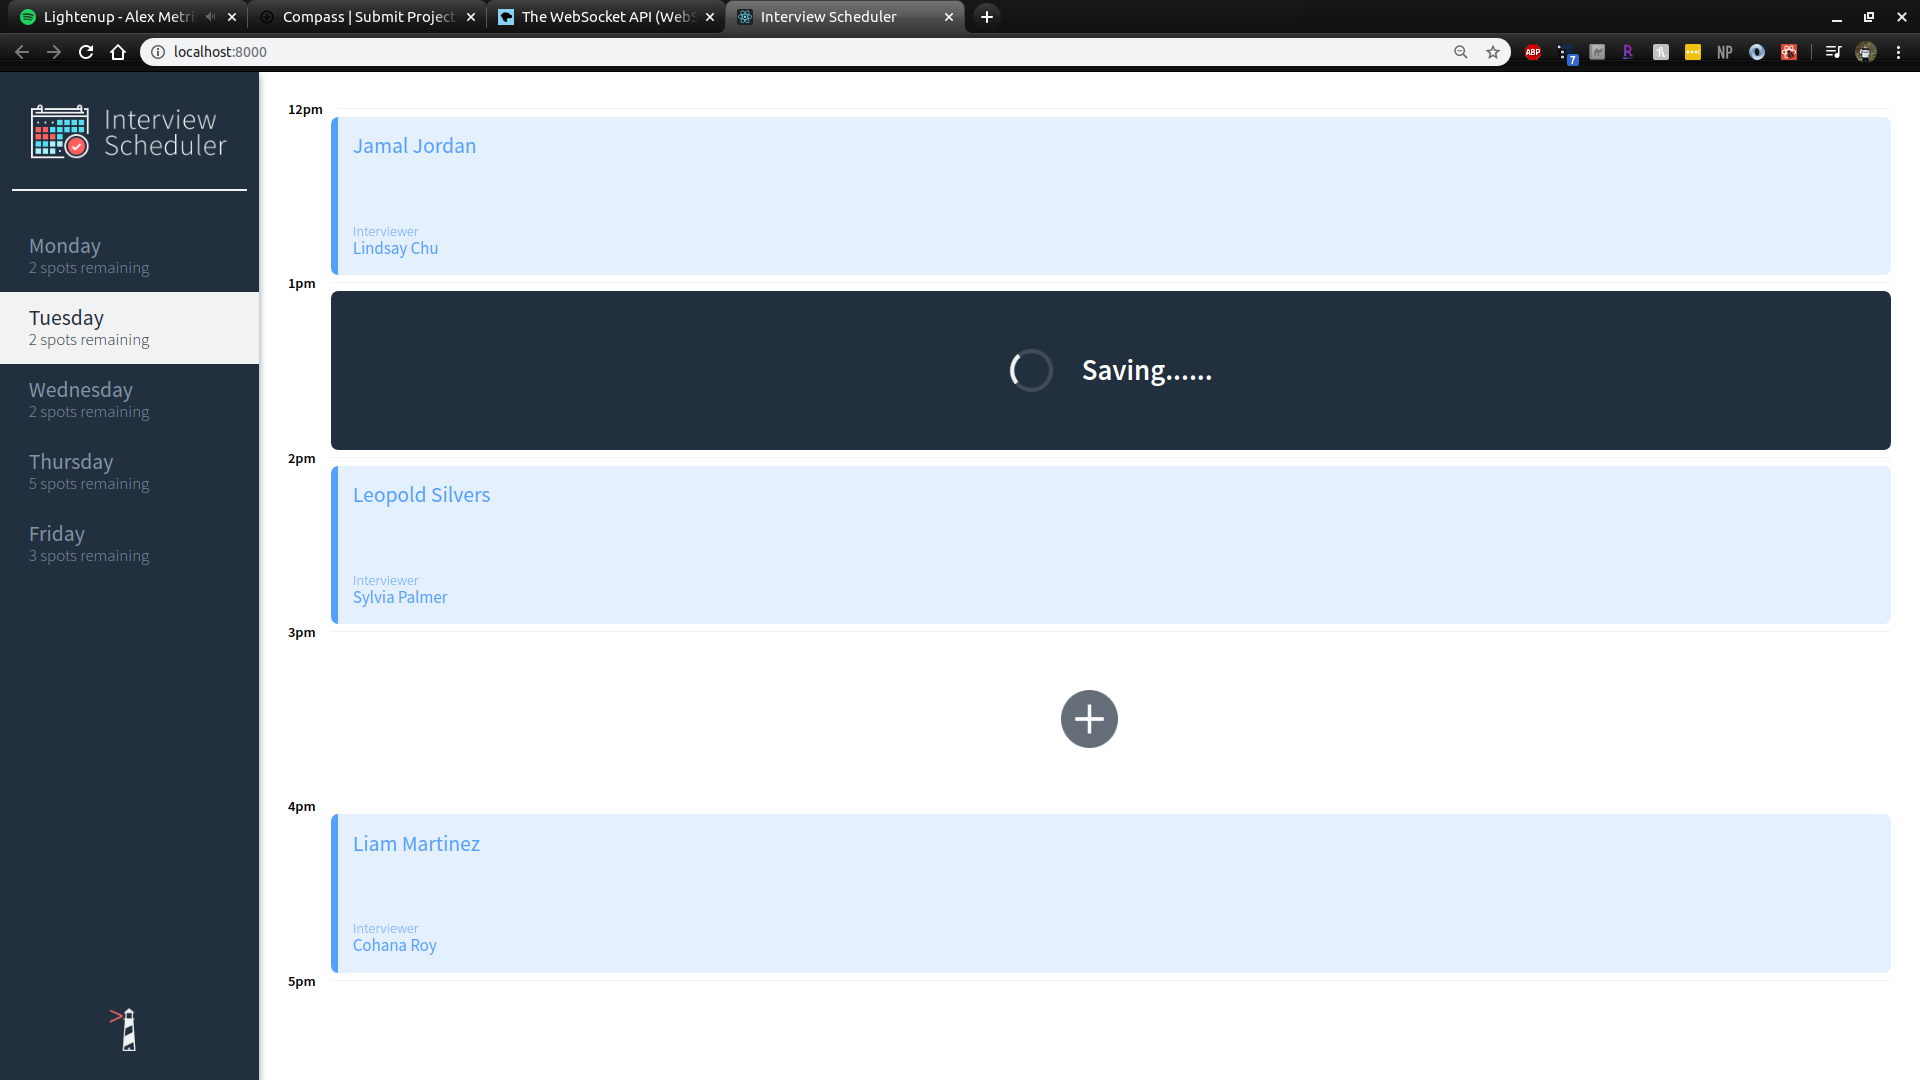 Lightenup - Alex Metri
Compass | Submit Project
The WebSocket API (WebS
Interview Scheduler
localhost:8000
ABP
7
R
NP
Interview
Scheduler
Monday
2 spots remaining
Tuesday
2 spots remaining
Wednesday
2 spots remaining
Thursday
5 spots remaining
Friday
3 spots remaining
12pm
Jamal Jordan
Interviewer
Lindsay Chu
1pm
Saving......
2pm
Leopold Silvers
Interviewer
Sylvia Palmer
3pm
4pm
Liam Martinez
Interviewer
Cohana Roy
5pm